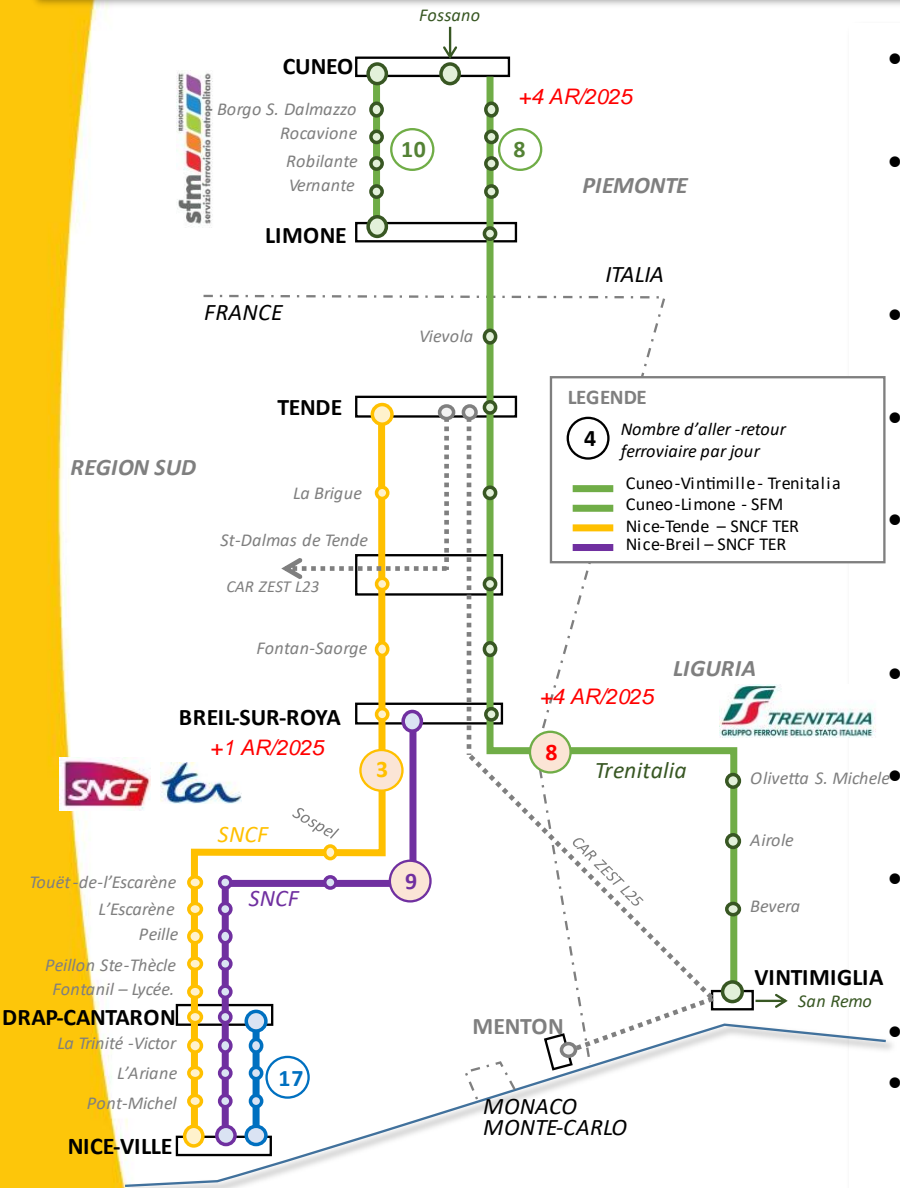 Fossano
CUNEO
+4 AR/2025
REGIONE PIEMONTE
sfm
servizio ferroviario metropolitano
Borgo S. Dalmazzo
Rocavione
10
8
Robilante
Vernante
PIEMONTE
LIMONE
ITALIA
FRANCE
Vievola
TENDE
LEGENDE
4
Nombre d'aller -retour
ferroviaire par jour
Cuneo-Vintimille - Trenitalia
Cuneo-Limone - SFM
Nice-Tende – SNCF TER
Nice-Breil – SNCF TER
REGION SUD
La Brigue
St-Dalmas de Tende
CAR ZEST L23
Fontan-Saorge
LIGURIA
+4 AR/2025
BREIL-SUR-ROYA
+1 AR/2025
TRENITALIA
GRUPPO FERROVIE DELLO STATO ITALIANE
8
Trenitalia
3
SNCF
ter
Olivetta S. Michele
Sospel
SNCF
Airole
CAR ZEST L25
Touët-de-l'Escarène
9
SNCF
L'Escarène
Bevera
Peille
Peillon Ste-Thècle
VINTIMIGLIA
Fontanil – Lycée.
San Remo
DRAP-CANTARON
MENTON
La Trinité -Victor
L'Ariane
17
Pont-Michel
MONACO
MONTE-CARLO
NICE-VILLE